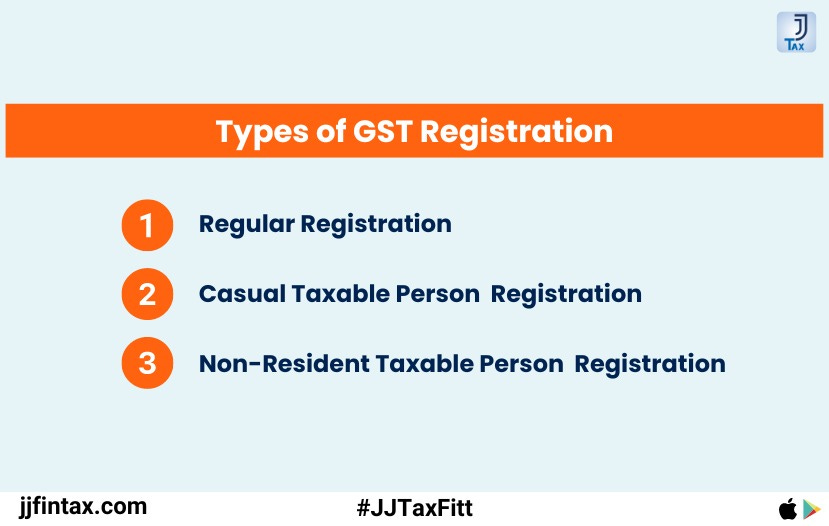 J
TAX
Types of GST Registration
1 Regular Registration
2 Casual Taxable Person Registration
3 Non-Resident Taxable Person Registration
jjfintax.com #JJTaxFitt